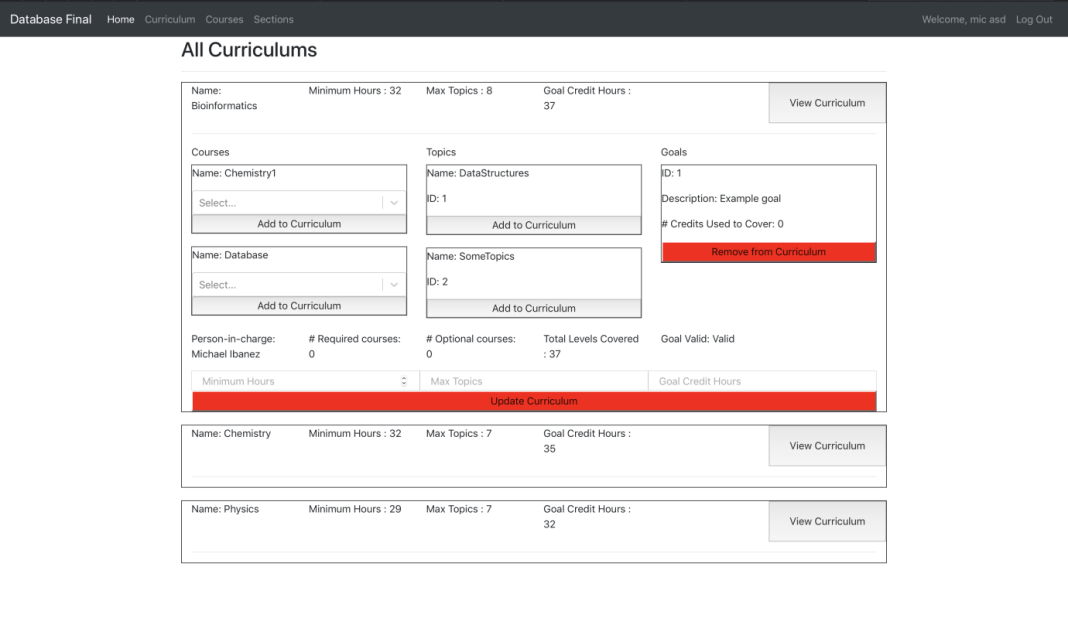 Database Final Home Curriculum Courses Sections Welcome, mic asd Log Out
All Curriculums
Name: Bioinformatics
Minimum Hours : 32
Max Topics : 8
Goal Credit Hours : 37
View Curriculum
Courses
Name: Chemistry1
Select...
Add to Curriculum
Name: Database
Select...
Add to Curriculum
Topics
Name: DataStructures
ID: 1
Add to Curriculum
Name: SomeTopics
ID: 2
Add to Curriculum
Goals
ID: 1
Description: Example goal
# Credits Used to Cover: 0
Remove from Curriculum
Person-in-charge: Michael Ibanez
# Required courses: 0
# Optional courses: 0
Total Levels Covered : 37
Goal Valid: Valid
Minimum Hours
Max Topics
Goal Credit Hours
Update Curriculum
Name: Chemistry
Minimum Hours : 32
Max Topics : 7
Goal Credit Hours : 35
View Curriculum
Name: Physics
Minimum Hours : 29
Max Topics : 7
Goal Credit Hours : 32
View Curriculum